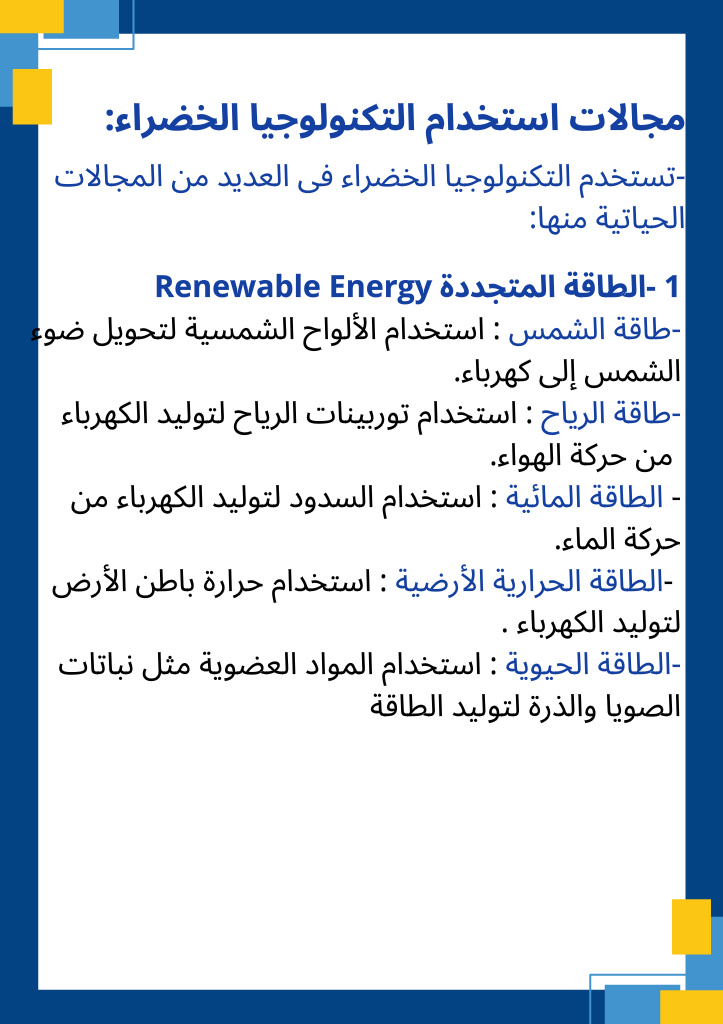 مجالات استخدام التكنولوجيا الخضراء:
-تستخدم التكنولوجيا الخضراء فى العديد من المجالات
الحياتية منها:
1 -الطاقة المتجددة Renewable Energy
-طاقة الشمس : استخدام الألواح الشمسية لتحويل ضوء
الشمس إلى كهرباء.
-طاقة الرياح : استخدام توربينات الرياح لتوليد الكهرباء
من حركة الهواء.
- الطاقة المائية : استخدام السدود لتوليد الكهرباء من
حركة الماء.
-الطاقة الحرارية الأرضية : استخدام حرارة باطن الأرض
لتوليد الكهرباء .
-الطاقة الحيوية : استخدام المواد العضوية مثل نباتات
الصويا والذرة لتوليد الطاقة